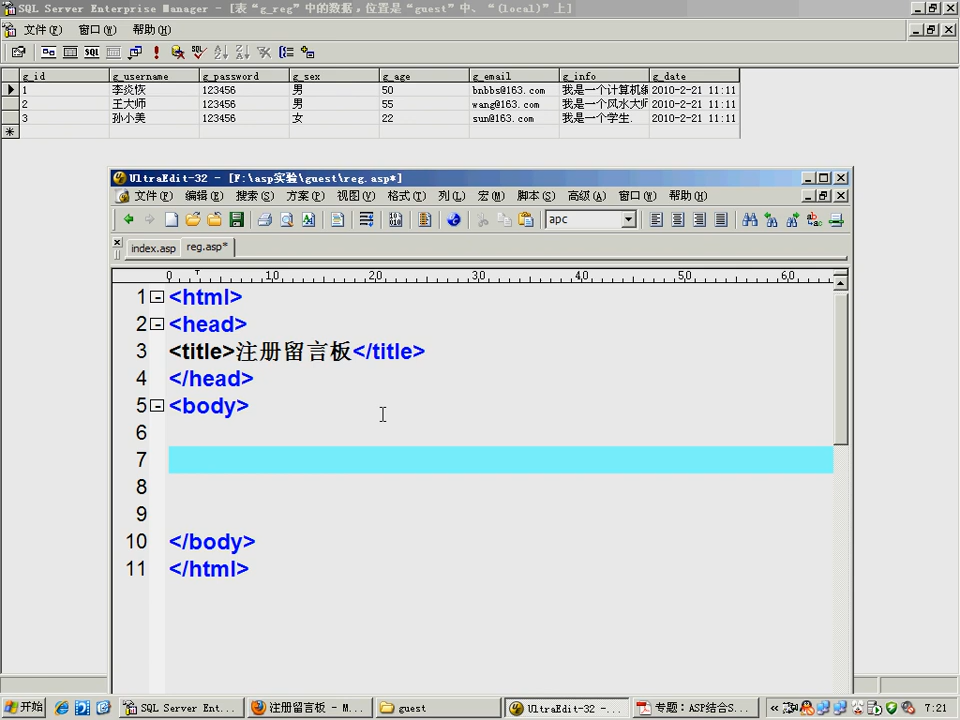 SQL Server Enterprise Manager - [表“g_reg”中的数据，位置是“guest”中、“(local)”上]
文件(F) 窗口(W) 帮助(H)
g_id g_username g_password g_sex g_age g_email g_info g_date
1 李炎恢 123456 男 50 bnbbs@163.com 我是一个计算机 2010-2-21 11:11
2 王大师 123456 男 55 wang@163.com 我是一个风水大师 2010-2-21 11:11
3 孙小美 123456 女 22 sun@163.com 我是一个学生. 2010-2-21 11:11
UltraEdit-32 - [F:\asp实验\guest\reg.asp*]
文件(F) 编辑(E) 搜索(S) 方案(P) 视图(V) 格式(T) 列(L) 宏(M) 脚本(S) 高级(A) 窗口(W) 帮助(H)
apc
index.asp reg.asp*
0 10 20 30 40 50 60
1 <html>
2 <head>
3 <title>注册留言板</title>
4 </head>
5 <body>
6
7
8
9
10 </body>
11 </html>
开始 SQL Server Ent... 注册留言板 - M... guest UltraEdit-32 -... 专题：ASP结合S... 7:21